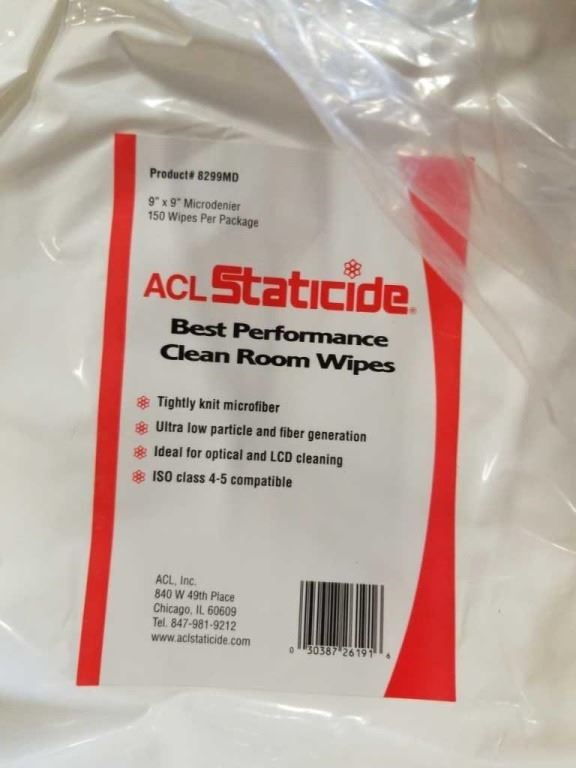 Product# 8299MD
9" x 9" Microdenier
150 Wipes Per Package
ACL Staticide®
Best Performance
Clean Room Wipes
Tightly knit microfiber
Ultra low particle and fiber generation
Ideal for optical and LCD cleaning
ISO class 4-5 compatible
ACL, Inc.
840 W 49th Place
Chicago, IL 60609
Tel. 847-981-9212
www.aclstaticide.com
0 30387 26191 6